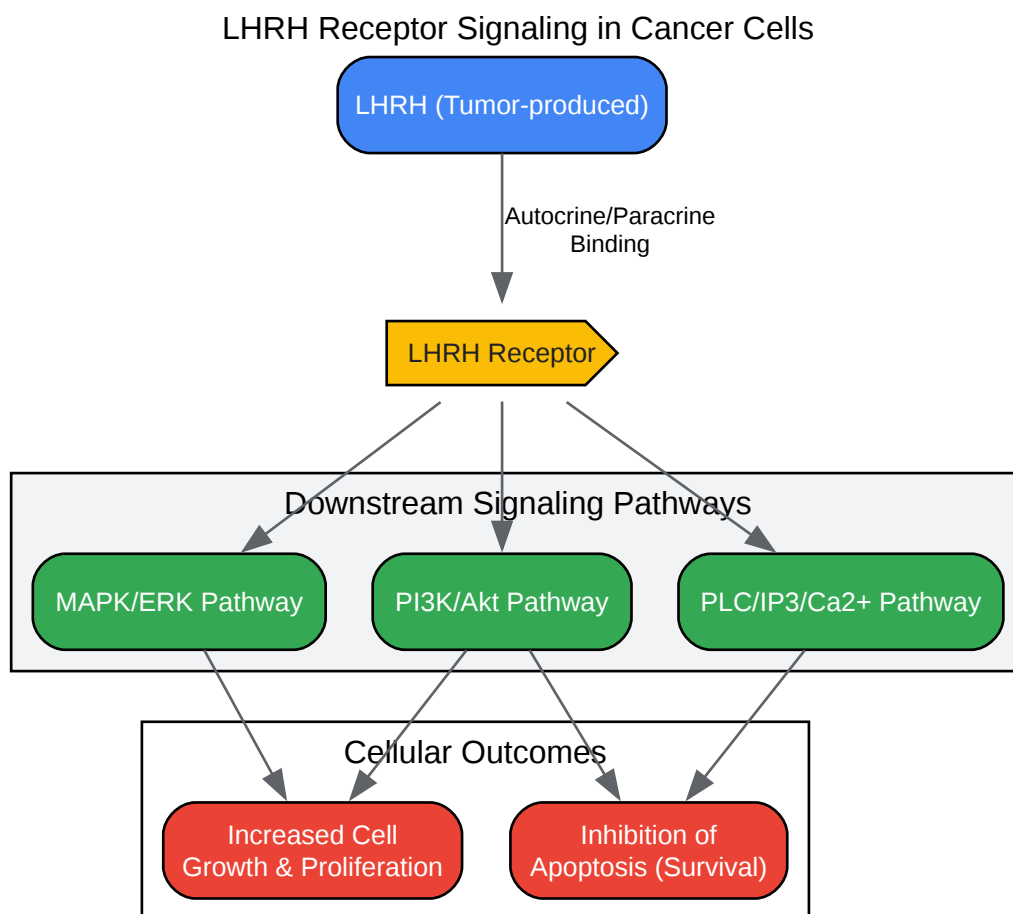 LHRH Receptor Signaling in Cancer Cells
LHRH (Tumor-produced)
Autocrine/Paracrine
Binding
LHRH Receptor
Downstream Signaling Pathways
MAPK/ERK Pathway
PI3K/Akt Pathway
PLC/IP3/Ca2+ Pathway
Cellular Outcomes
Increased Cell
Growth & Proliferation
Inhibition of
Apoptosis (Survival)